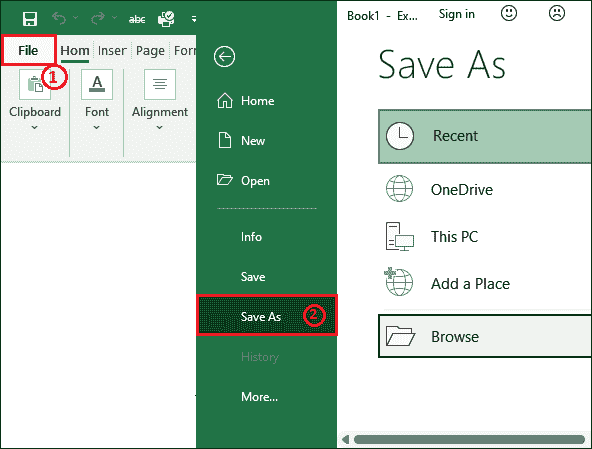 abc
File Hom Inser Page Forr
1
Clipboard Font Alignment
Home
New
Open
Info
Save
Save As 2
History
More...
Book1 - Ex... Sign in
Save As
Recent
OneDrive
This PC
Add a Place
Browse